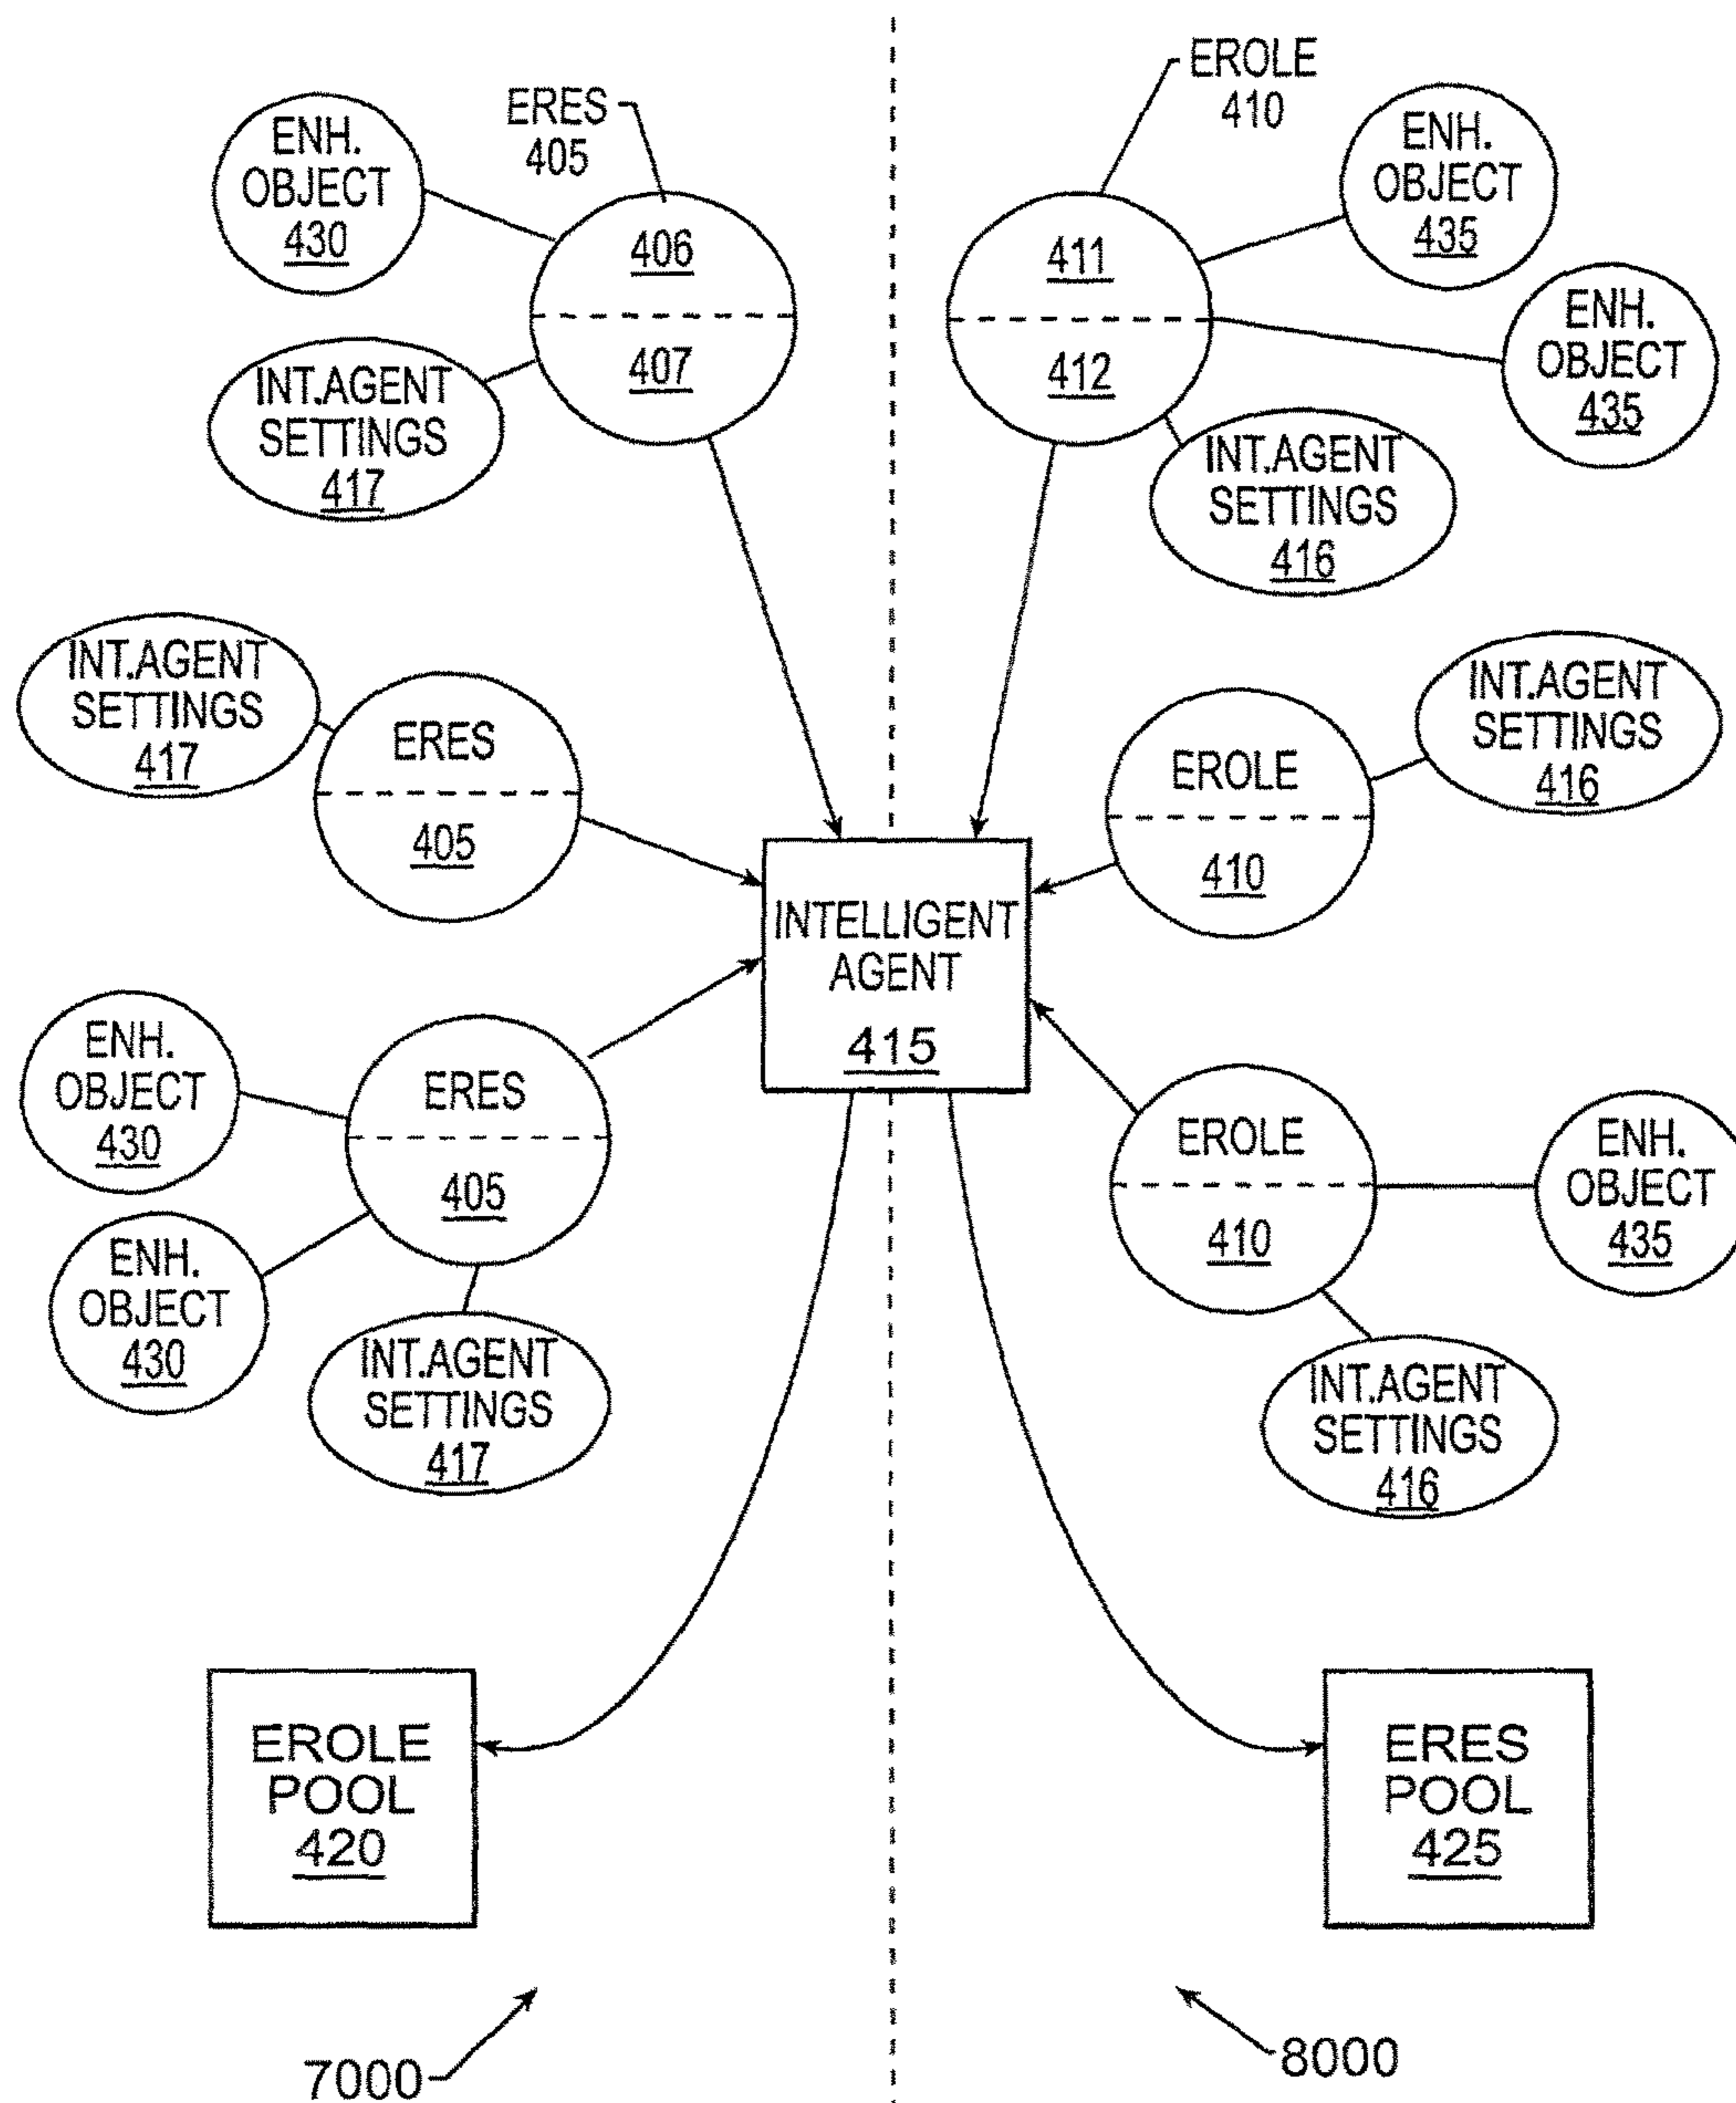 ERES
405
ENH.
OBJECT
430
406
407
INT.AGENT
SETTINGS
417
INT.AGENT
SETTINGS
417
ERES
405
ENH.
OBJECT
430
ERES
405
ENH.
OBJECT
430
INT.AGENT
SETTINGS
417
EROLE
410
ENH.
OBJECT
435
411
412
ENH.
OBJECT
435
INT.AGENT
SETTINGS
416
INT.AGENT
SETTINGS
416
EROLE
410
INTELLIGENT
AGENT
415
EROLE
410
ENH.
OBJECT
435
INT.AGENT
SETTINGS
416
EROLE
POOL
420
ERES
POOL
425
7000
8000